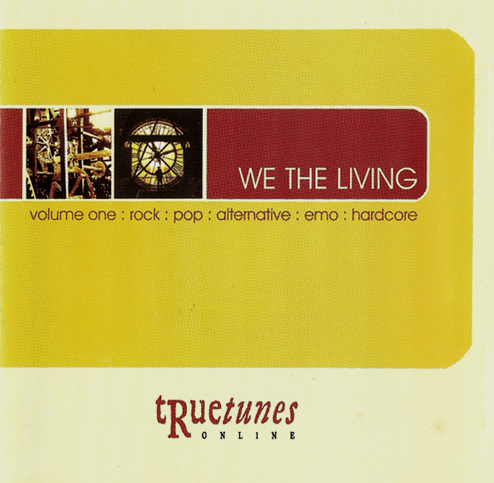 WE THE LIVING
volume one : rock : pop : alternative : emo : hardcore
tRuetunes
ONLINE